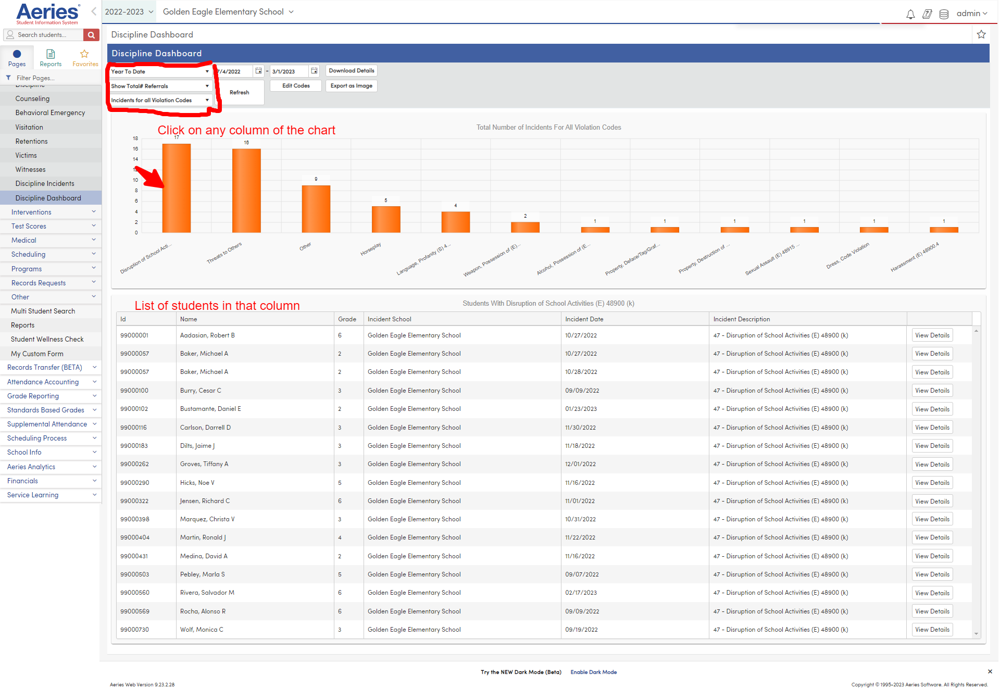 Aeries®
Student Information System
2022-2023
Golden Eagle Elementary School
admin
Search students...
Pages
Reports
Favorites
Filter Pages...
Discipline
Counseling
Behavioral Emergency
Visitation
Retentions
Victims
Witnesses
Discipline Incidents
Discipline Dashboard
Interventions
Test Scores
Medical
Scheduling
Programs
Records Requests
Other
Multi Student Search
Reports
Student Wellness Check
My Custom Form
Records Transfer (BETA)
Attendance Accounting
Grade Reporting
Standards Based Grades
Supplemental Attendance
Scheduling Process
School Info
Aeries Analytics
Financials
Service Learning
Discipline Dashboard
Discipline Dashboard
Year To Date
7/4/2022 - 3/1/2023
Download Details
Show Total# Referrals
Refresh
Edit Codes
Export as Image
Incidents for all Violation Codes
Click on any column of the chart
Total Number of Incidents For All Violation Codes
18
16
14
12
10
8
6
4
2
0
17
16
9
5
4
2
1
1
1
1
1
1
Disruption of School Acti...
Threats to Others
Other
Horseplay
Language, Profanity (S) 4...
Weapon, Possession of (E)...
Alcohol, Possession of (E...
Property, Deface/Tag/Graf...
Property, Destruction of ...
Sexual Assault (E) 48915 ...
Dress, Code Violation
Harassment (E) 48900.4
List of students in that column
Students With Disruption of School Activities (E) 48900 (k)
Id Name Grade Incident School Incident Date Incident Description
99000001 Aadasian, Robert B 6 Golden Eagle Elementary School 10/27/2022 47 - Disruption of School Activities (E) 48900 (k) View Details
99000057 Baker, Michael A 2 Golden Eagle Elementary School 10/27/2022 47 - Disruption of School Activities (E) 48900 (k) View Details
99000057 Baker, Michael A 2 Golden Eagle Elementary School 10/28/2022 47 - Disruption of School Activities (E) 48900 (k) View Details
99000100 Burry, Cesar C 3 Golden Eagle Elementary School 09/09/2022 47 - Disruption of School Activities (E) 48900 (k) View Details
99000102 Bustamante, Daniel E 2 Golden Eagle Elementary School 01/23/2023 47 - Disruption of School Activities (E) 48900 (k) View Details
99000116 Carlson, Darrell D 3 Golden Eagle Elementary School 11/30/2022 47 - Disruption of School Activities (E) 48900 (k) View Details
99000183 Dilts, Jaime J 3 Golden Eagle Elementary School 11/18/2022 47 - Disruption of School Activities (E) 48900 (k) View Details
99000262 Groves, Tiffany A 3 Golden Eagle Elementary School 12/01/2022 47 - Disruption of School Activities (E) 48900 (k) View Details
99000290 Hicks, Noe V 5 Golden Eagle Elementary School 11/16/2022 47 - Disruption of School Activities (E) 48900 (k) View Details
99000322 Jensen, Richard C 6 Golden Eagle Elementary School 11/01/2022 47 - Disruption of School Activities (E) 48900 (k) View Details
99000398 Marquez, Christa V 3 Golden Eagle Elementary School 10/31/2022 47 - Disruption of School Activities (E) 48900 (k) View Details
99000404 Martin, Ronald J 4 Golden Eagle Elementary School 11/22/2022 47 - Disruption of School Activities (E) 48900 (k) View Details
99000431 Medina, David A 2 Golden Eagle Elementary School 11/16/2022 47 - Disruption of School Activities (E) 48900 (k) View Details
99000503 Pebley, Marla S 5 Golden Eagle Elementary School 09/07/2022 47 - Disruption of School Activities (E) 48900 (k) View Details
99000560 Rivera, Salvador M 6 Golden Eagle Elementary School 02/17/2023 47 - Disruption of School Activities (E) 48900 (k) View Details
99000569 Rocha, Alonso R 6 Golden Eagle Elementary School 09/09/2022 47 - Disruption of School Activities (E) 48900 (k) View Details
99000730 Wolf, Monica C 3 Golden Eagle Elementary School 09/19/2022 47 - Disruption of School Activities (E) 48900 (k) View Details
Try the NEW Dark Mode (Beta) Enable Dark Mode
Aeries Web Version 9.23.2.28
Copyright © 1995-2023 Aeries Software. All Rights Reserved.